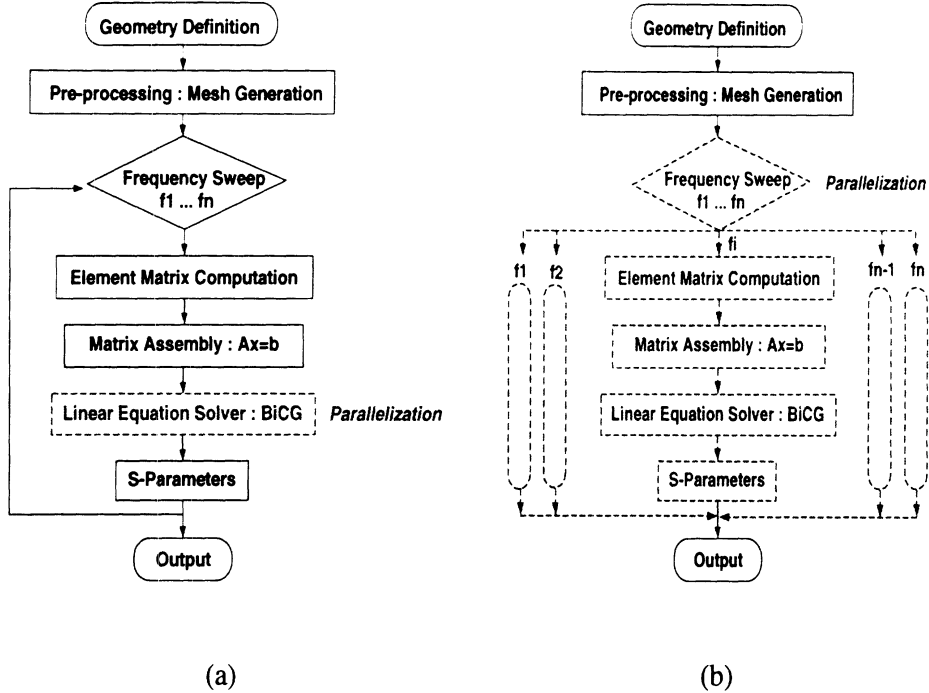 Geometry Definition
Pre-processing : Mesh Generation
Frequency Sweep
f1 ... fn
Element Matrix Computation
Matrix Assembly : Ax=b
Linear Equation Solver : BiCG
Parallelization
S-Parameters
Output
(a)
Geometry Definition
Pre-processing : Mesh Generation
Frequency Sweep
f1 ... fn
Parallelization
f1
f2
fi
fn-1
fn
Element Matrix Computation
Matrix Assembly : Ax=b
Linear Equation Solver : BiCG
S-Parameters
Output
(b)